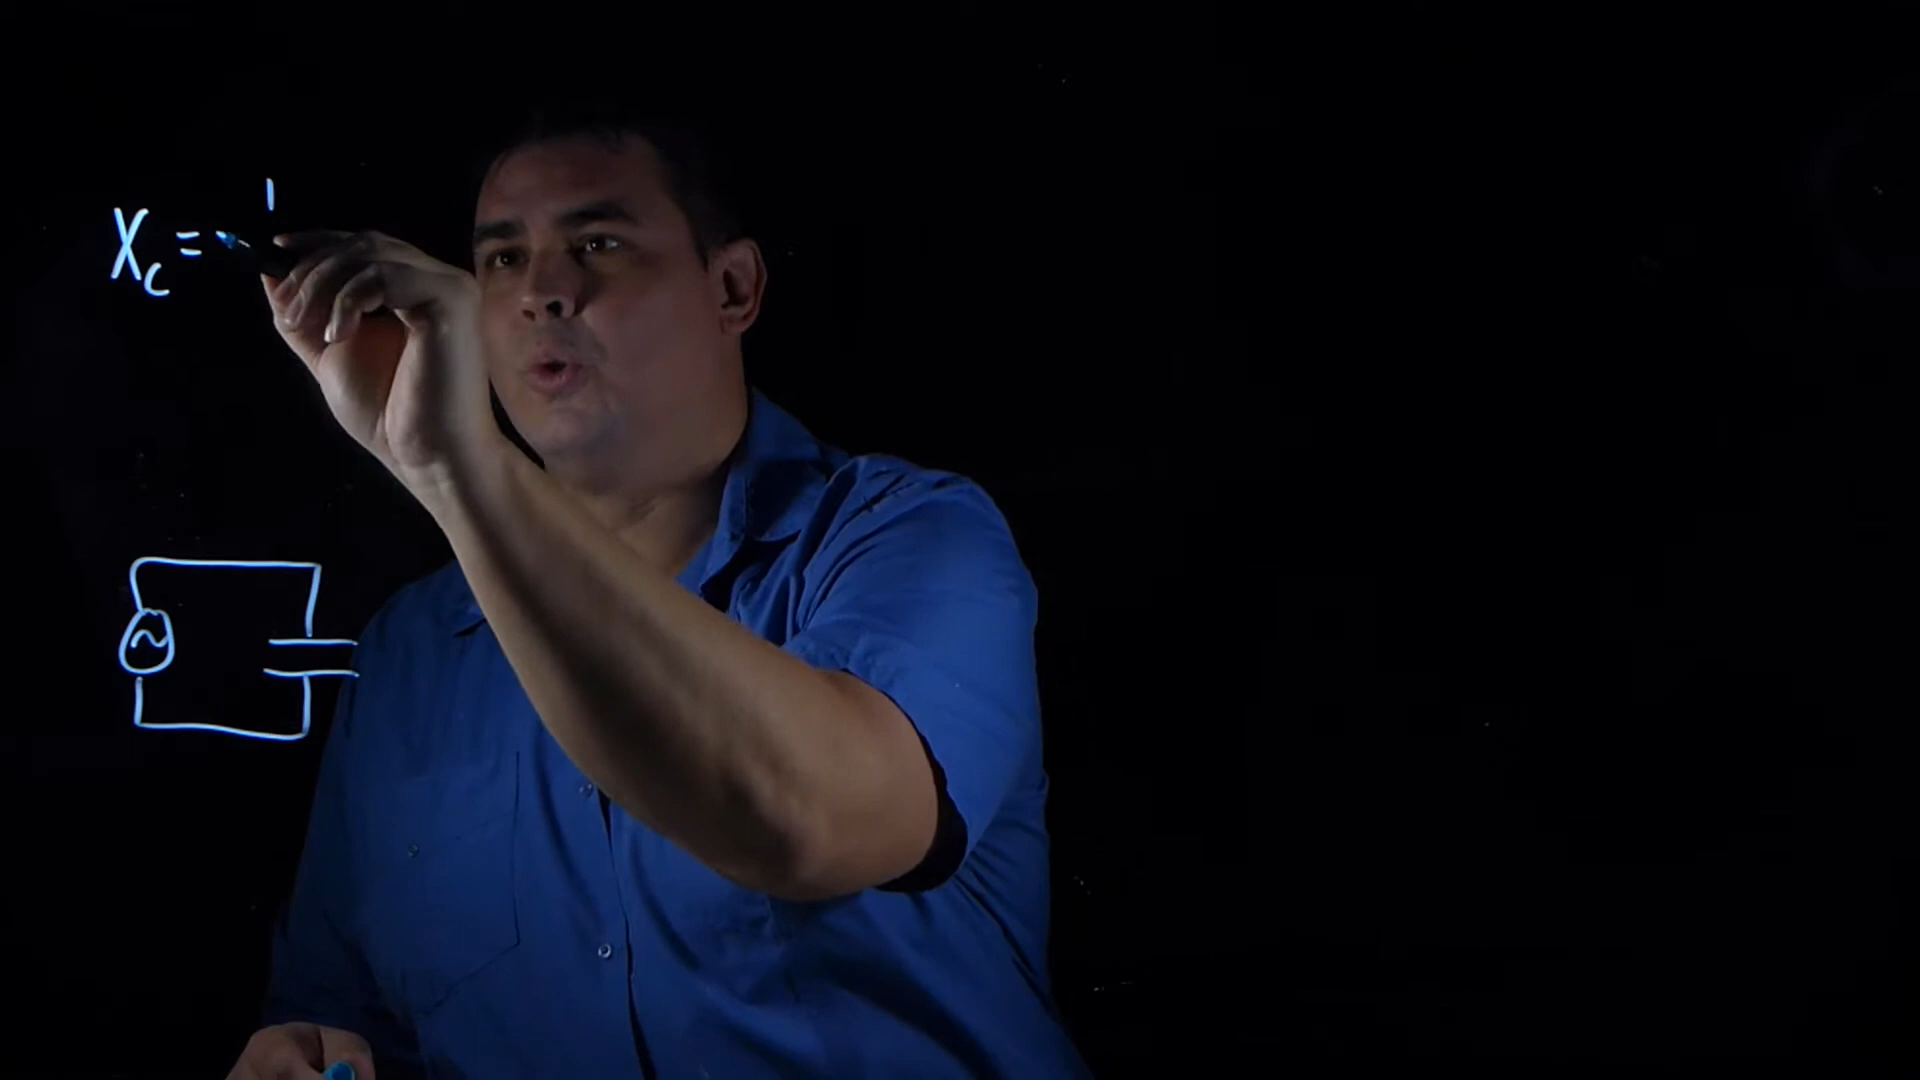 X_C = 1